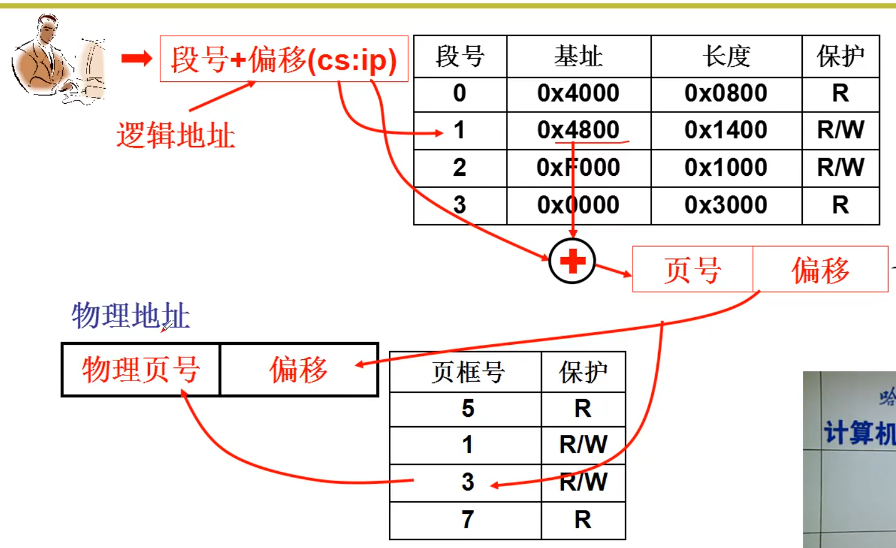 段号+偏移(cs:ip)
逻辑地址
段号 基址 长度 保护
0 0x4000 0x0800 R
1 0x4800 0x1400 R/W
2 0xF000 0x1000 R/W
3 0x0000 0x3000 R
页号 偏移
物理地址
物理页号 偏移
页框号 保护
5 R
1 R/W
3 R/W
7 R
计算机